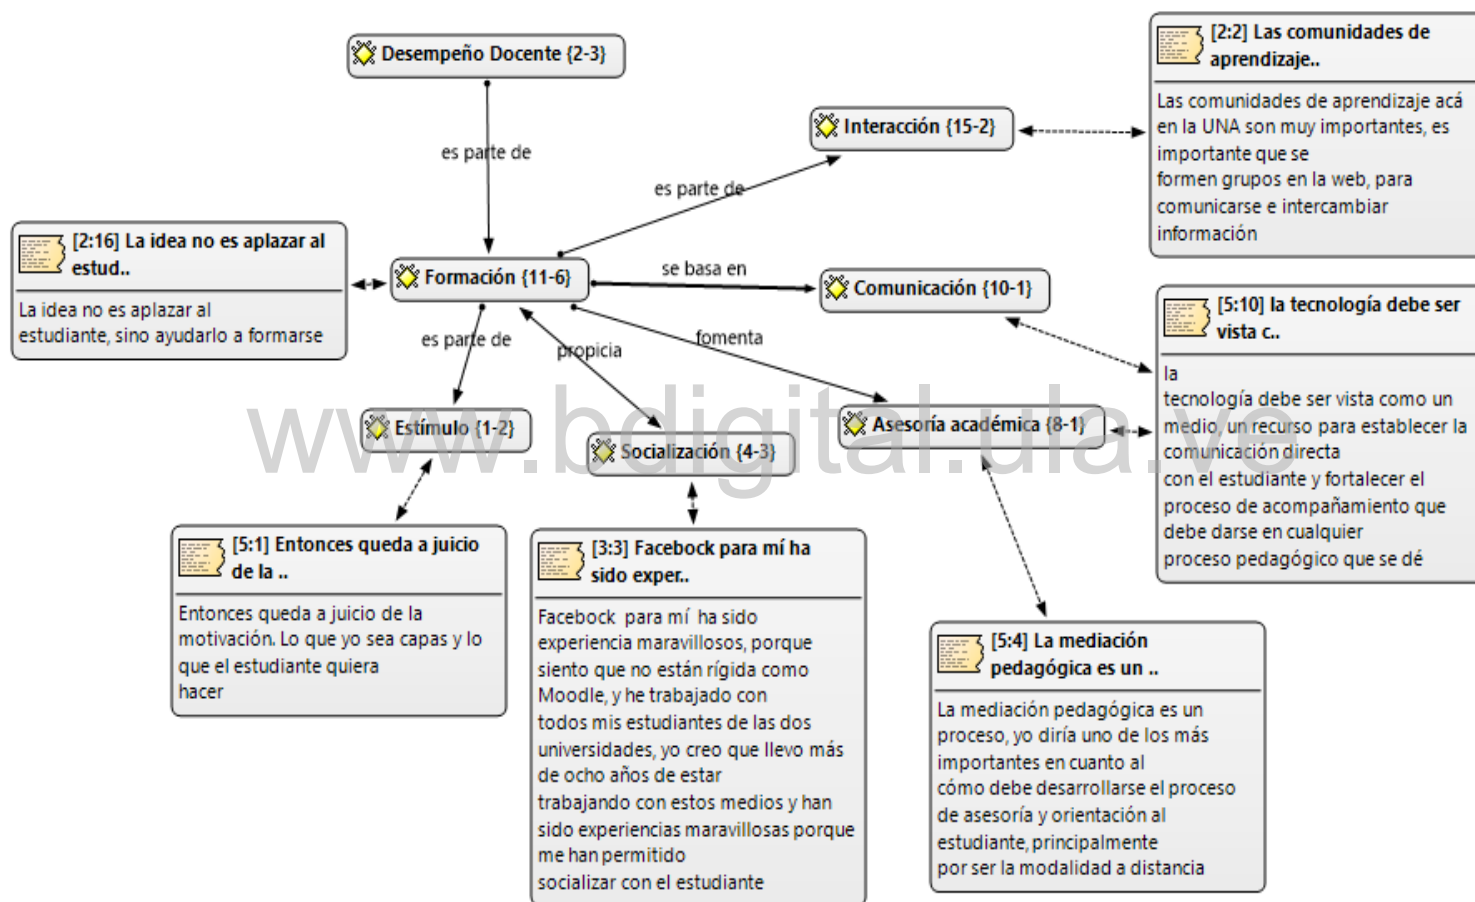 Desempeño Docente {2-3}
es parte de
Interacción {15-2}
[2:2] Las comunidades de
aprendizaje..
Las comunidades de aprendizaje acá
en la UNA son muy importantes, es
importante que se
formen grupos en la web, para
comunicarse e intercambiar
información
es parte de
[2:16] La idea no es aplazar al
estud..
La idea no es aplazar al
estudiante, sino ayudarlo a formarse
Formación {11-6}
se basa en
Comunicación {10-1}
[5:10] la tecnología debe ser
vista c..
la
tecnología debe ser vista como un
medio, un recurso para establecer la
comunicación directa
con el estudiante y fortalecer el
proceso de acompañamiento que
debe darse en cualquier
proceso pedagógico que se dé
es parte de
propicia
fomenta
Estímulo {1-2}
Socialización {4-3}
Asesoría académica {8-1}
www.bdigital.ula.ve
[5:1] Entonces queda a juicio
de la ..
Entonces queda a juicio de la
motivación. Lo que yo sea capas y lo
que el estudiante quiera
hacer
[3:3] Facebock para mí ha
sido exper..
Facebock para mí ha sido
experiencia maravillosos, porque
siento que no están rígida como
Moodle, y he trabajado con
todos mis estudiantes de las dos
universidades, yo creo que llevo más
de ocho años de estar
trabajando con estos medios y han
sido experiencias maravillosas porque
me han permitido
socializar con el estudiante
[5:4] La mediación
pedagógica es un ..
La mediación pedagógica es un
proceso, yo diría uno de los más
importantes en cuanto al
cómo debe desarrollarse el proceso
de asesoría y orientación al
estudiante, principalmente
por ser la modalidad a distancia